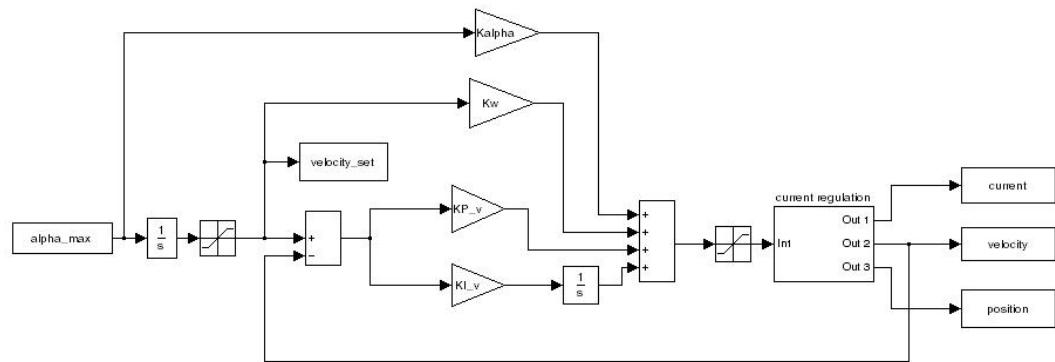 Kalpha
Kw
velocity_set
current regulation
current
KP_v
Out 1
alpha_max
1
s
+
−
+
+
+
+
In1
Out 2
velocity
Out 3
KI_v
1
s
position